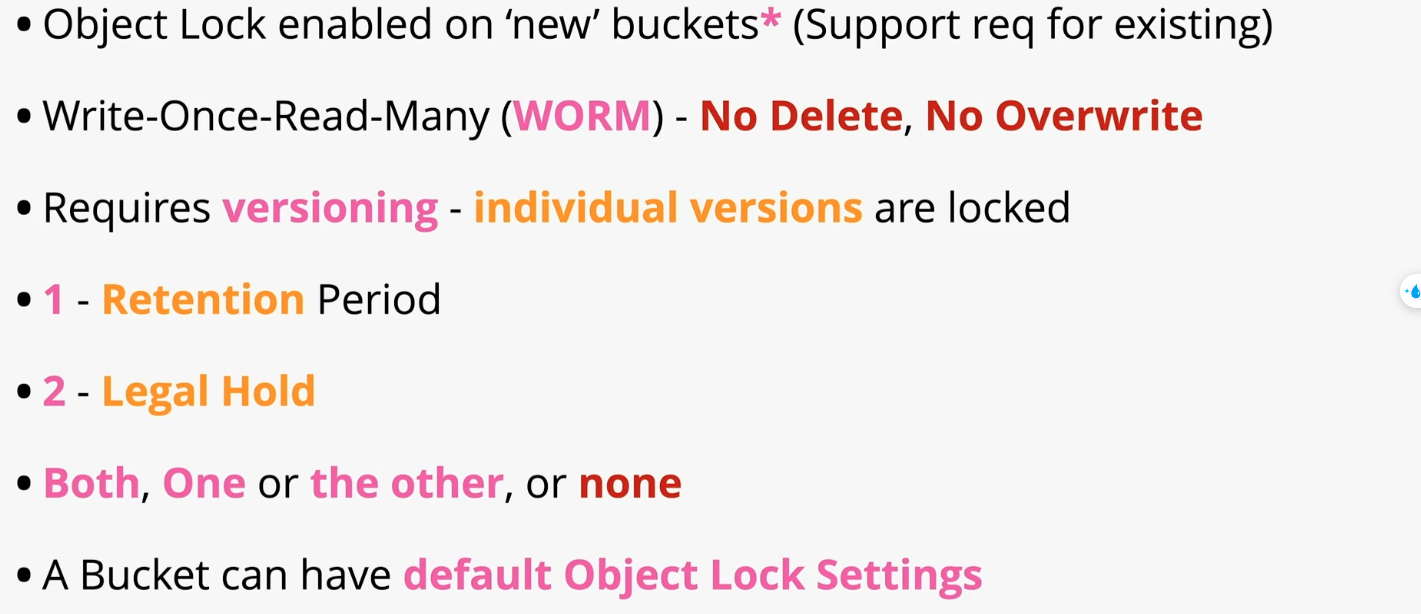 • Object Lock enabled on ‘new’ buckets* (Support req for existing)
• Write-Once-Read-Many (WORM) - No Delete, No Overwrite
• Requires versioning - individual versions are locked
• 1 - Retention Period
• 2 - Legal Hold
• Both, One or the other, or none
• A Bucket can have default Object Lock Settings